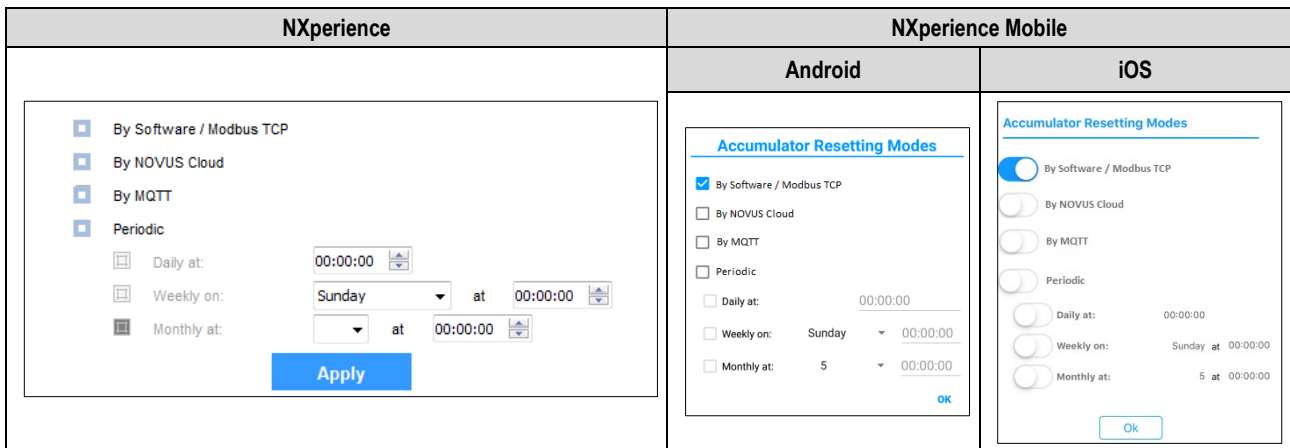 NXperience
NXperience Mobile
Android
iOS
By Software / Modbus TCP
By NOVUS Cloud
By MQTT
Periodic
Daily at: 00:00:00
Weekly on: Sunday at 00:00:00
Monthly at: at 00:00:00
Apply
Accumulator Resetting Modes
By Software / Modbus TCP
By NOVUS Cloud
By MQTT
Periodic
Daily at: 00:00:00
Weekly on: Sunday 00:00:00
Monthly at: 5 00:00:00
OK
Accumulator Resetting Modes
By Software / Modbus TCP
By NOVUS Cloud
By MQTT
Periodic
Daily at: 00:00:00
Weekly on: Sunday at 00:00:00
Monthly at: 5 at 00:00:00
Ok